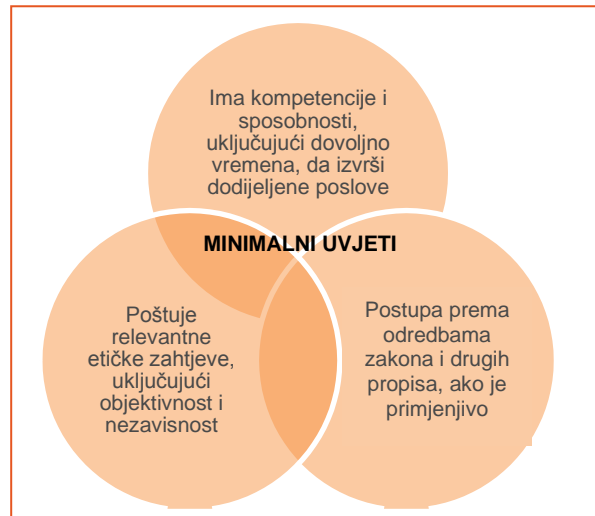 Ima kompetencije i
sposobnosti,
uključujući dovoljno
vremena, da izvrši
dodijeljene poslove
MINIMALNI UVJETI
Poštuje
relevantne
etičke zahtjeve,
uključujući
objektivnost i
nezavisnost
Postupa prema
odredbama
zakona i drugih
propisa, ako je
primjenjivo